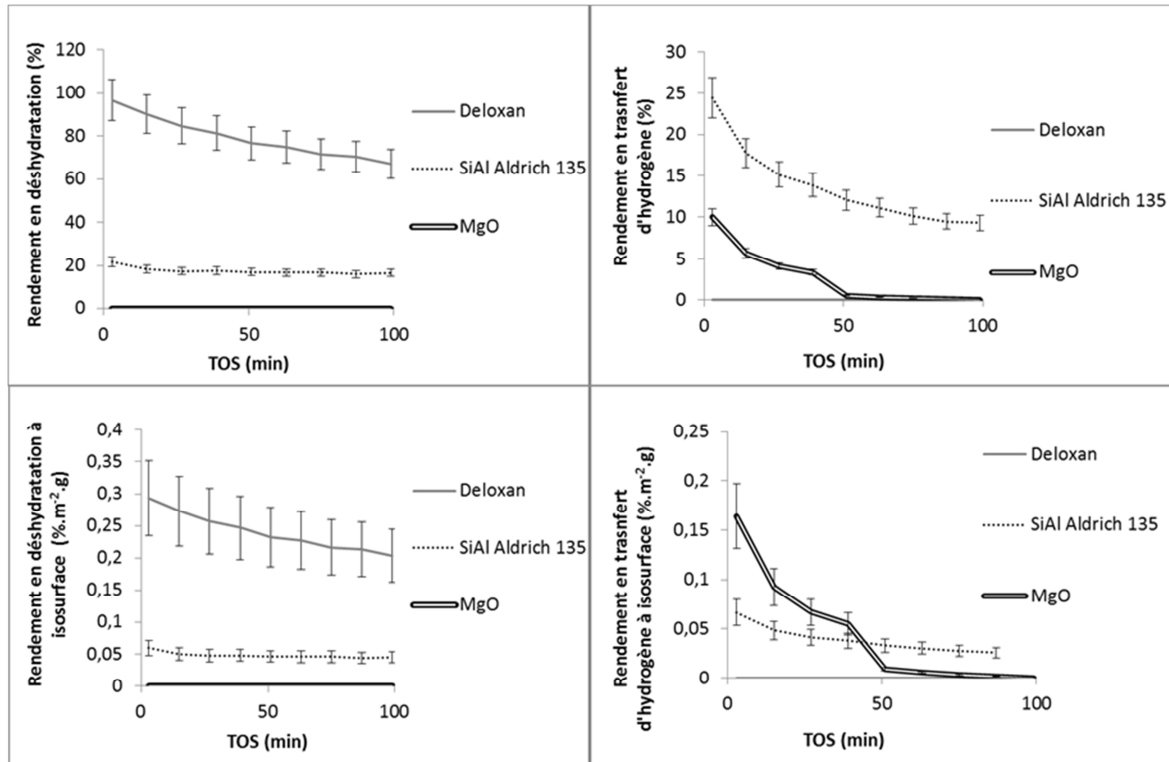 Rendement en déshydratation (%)
120
100
80
60
40
20
0
0
50
100
TOS (min)
Deloxan
SiAl Aldrich 135
MgO
Rendement en trasnfert
d'hydrogène (%)
30
25
20
15
10
5
0
0
50
100
TOS (min)
Deloxan
SiAl Aldrich 135
MgO
Rendement en déshydratation à
isosurface (%.m-2.g)
0,4
0,35
0,3
0,25
0,2
0,15
0,1
0,05
0
0
50
100
TOS (min)
Deloxan
SiAl Aldrich 135
MgO
Rendement en trasnfert
d'hydrogène à isosurface (%.m-2.g)
0,25
0,2
0,15
0,1
0,05
0
0
50
100
TOS (min)
Deloxan
SiAl Aldrich 135
MgO